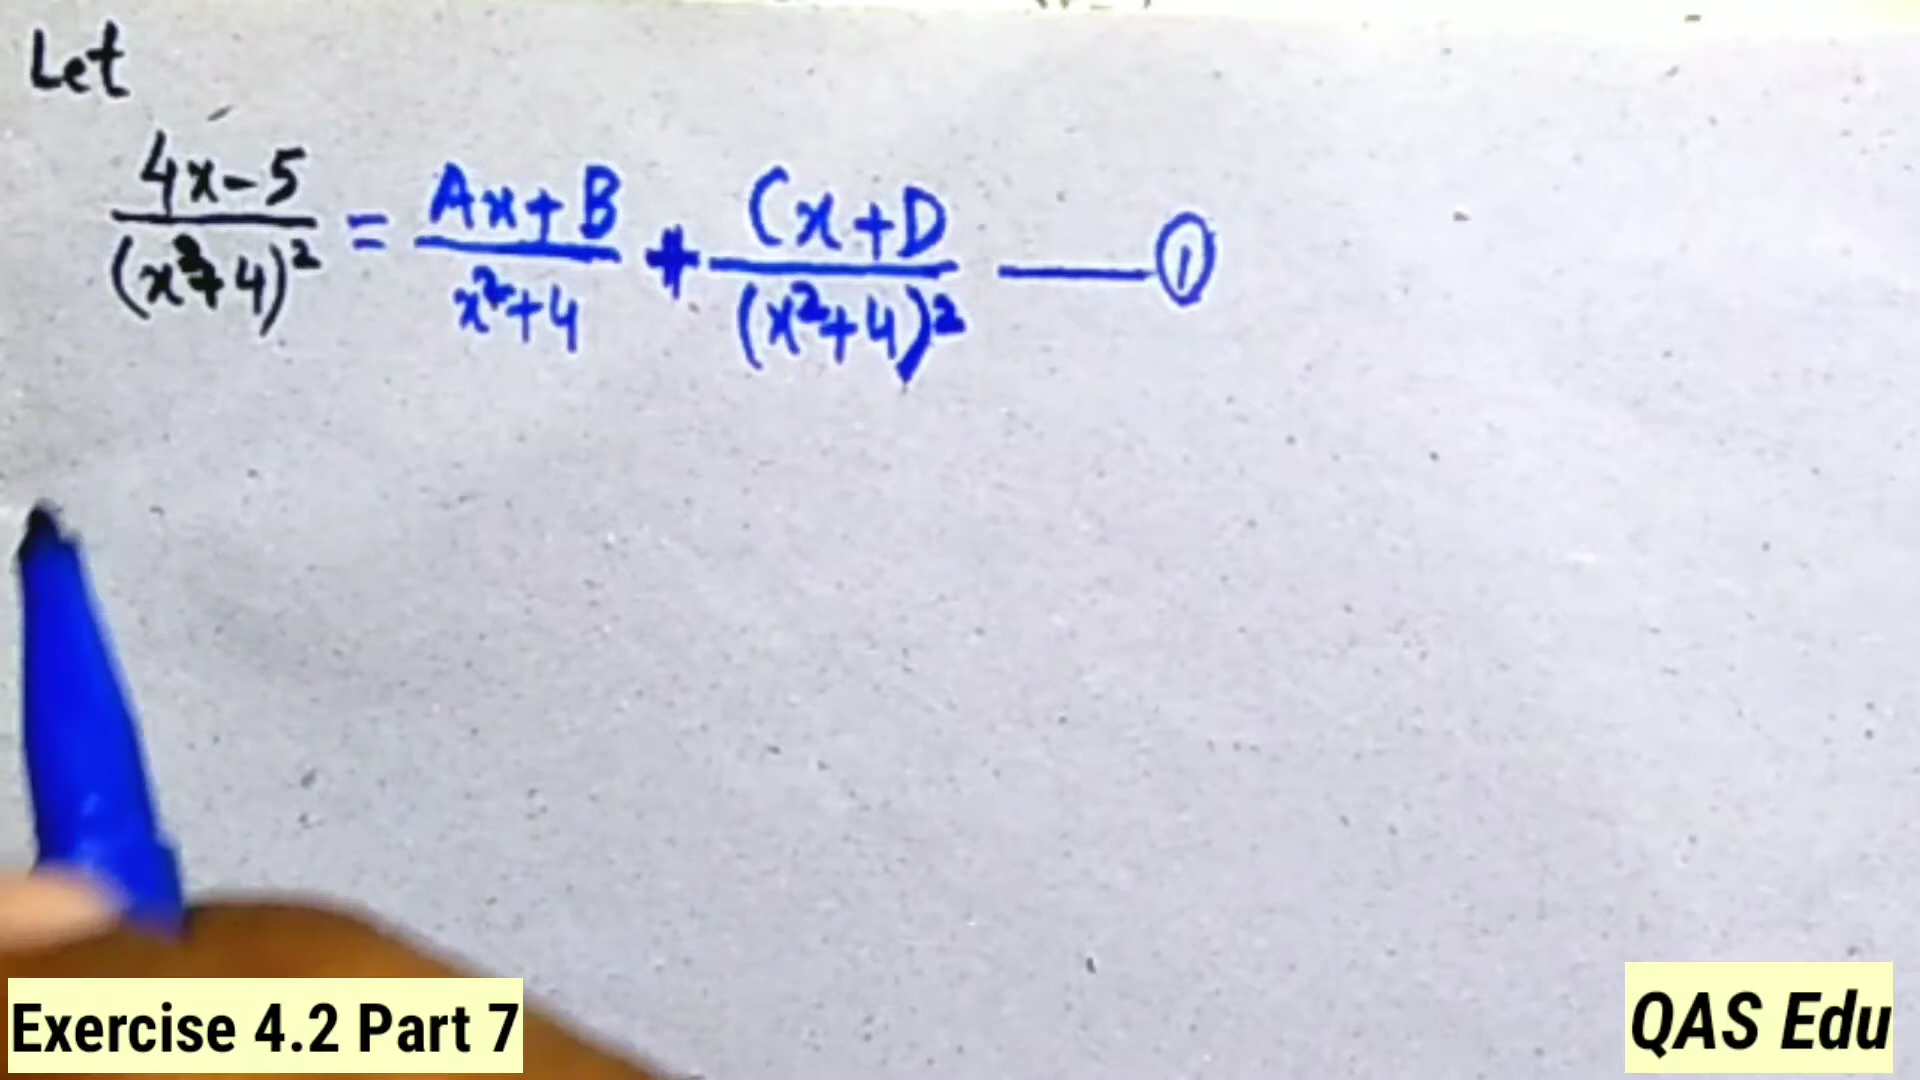 Let
4x-5/(x²+4)² = Ax+B/x²+4 + Cx+D/(x²+4)² —— ①
Exercise 4.2 Part 7
QAS Edu